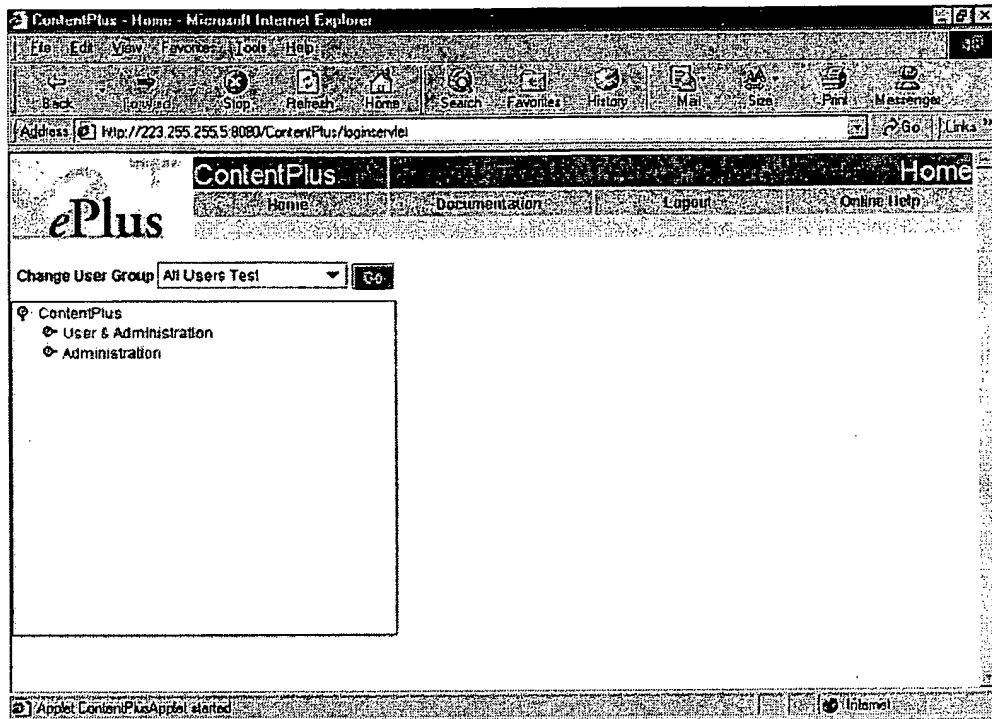 ContentPlus - Home - Microsoft Internet Explorer
File Edit View Favorites Tools Help
Back Forward Stop Refresh Home Search Favorites History Mail Size Print Messenger
Address http://223.255.255.5:8080/ContentPlus/loginservlet Go Links »
ePlus
ContentPlus Home
Home Documentation Logout Online Help
Change User Group All Users Test Go
ContentPlus
User & Administration
Administration
Applet ContentPlusApplet started Internet